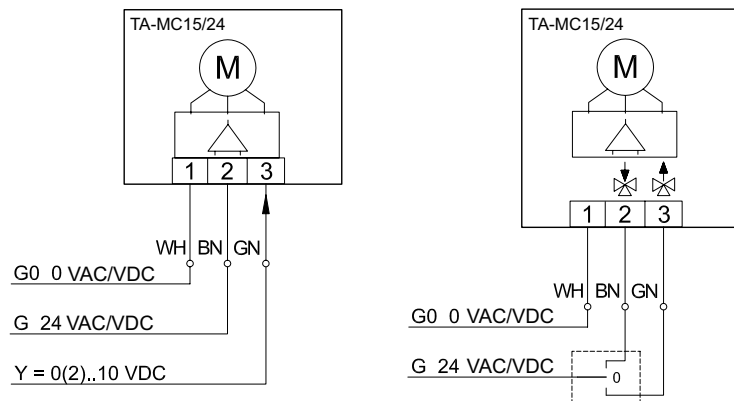 TA-MC15/24
M
1 2 3
WH BN GN
G0 0 VAC/VDC
G 24 VAC/VDC
Y = 0(2)..10 VDC
TA-MC15/24
M
1 2 3
WH BN GN
G0 0 VAC/VDC
G 24 VAC/VDC
0